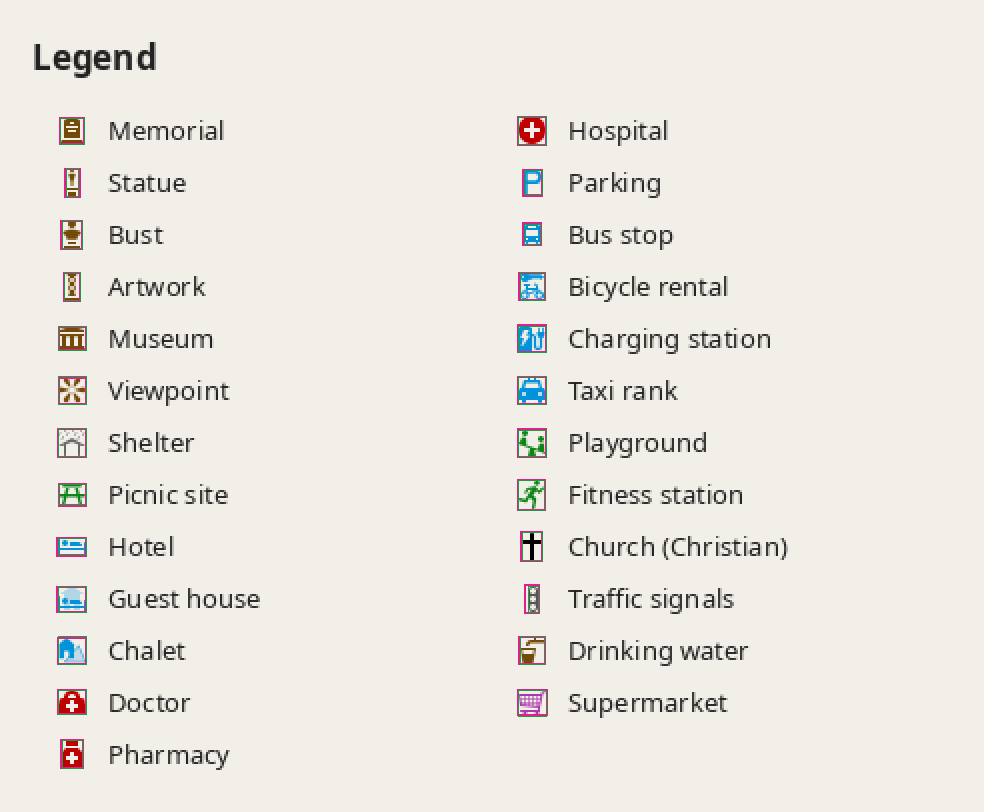 Legend
Memorial
Statue
Bust
Artwork
Museum
Viewpoint
Shelter
Picnic site
Hotel
Guest house
Chalet
Doctor
Pharmacy
Hospital
Parking
Bus stop
Bicycle rental
Charging station
Taxi rank
Playground
Fitness station
Church (Christian)
Traffic signals
Drinking water
Supermarket